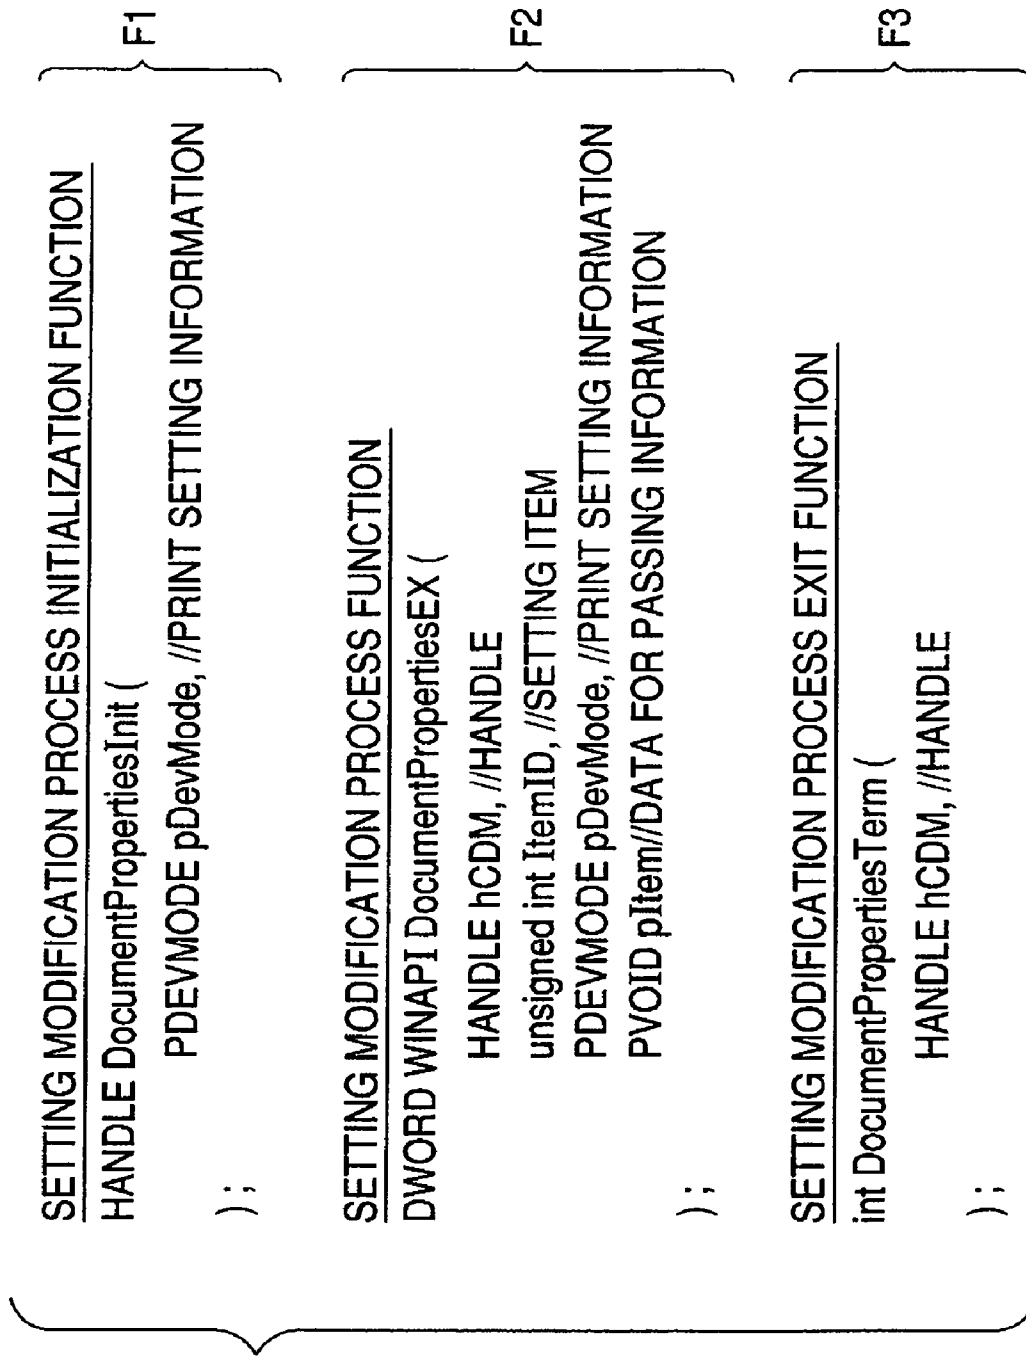 SETTING MODIFICATION PROCESS INITIALIZATION FUNCTION
HANDLE DocumentPropertiesInit (
PDEVMODE pDevMode, //PRINT SETTING INFORMATION
) ;
F1
SETTING MODIFICATION PROCESS FUNCTION
DWORD WINAPI DocumentPropertiesEX (
HANDLE hCDM, //HANDLE
unsigned int ItemID, //SETTING ITEM
PDEVMODE pDevMode, //PRINT SETTING INFORMATION
PVOID pItem//DATA FOR PASSING INFORMATION
) ;
F2
SETTING MODIFICATION PROCESS EXIT FUNCTION
int DocumentPropertiesTerm (
HANDLE hCDM, //HANDLE
) ;
F3